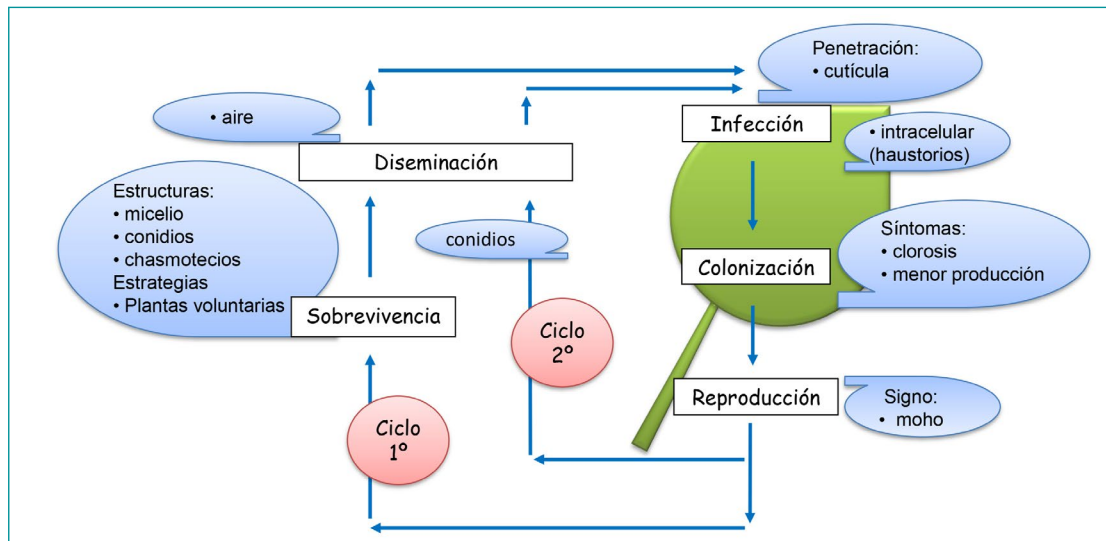 Penetración:
• cutícula
• aire
Infección
• intracelular
(haustorios)
Diseminación
Estructuras:
• micelio
• conidios
• chasmotecios
Estrategias
• Plantas voluntarias
conidios
Síntomas:
• clorosis
• menor producción
Colonización
Sobrevivencia
Ciclo
2º
Reproducción
Signo:
• moho
Ciclo
1º